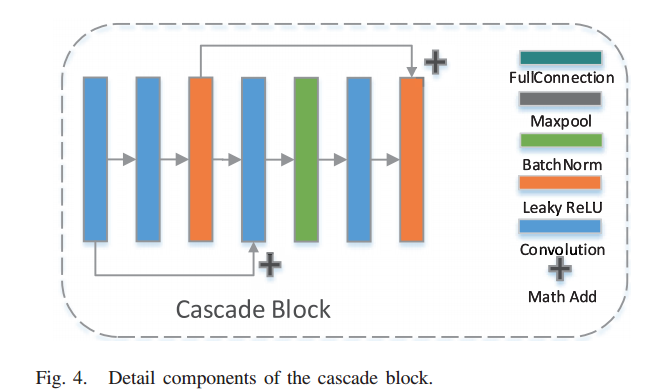 FullConnection
Maxpool
BatchNorm
Leaky ReLU
Convolution
Math Add
Cascade Block
Fig. 4. Detail components of the cascade block.